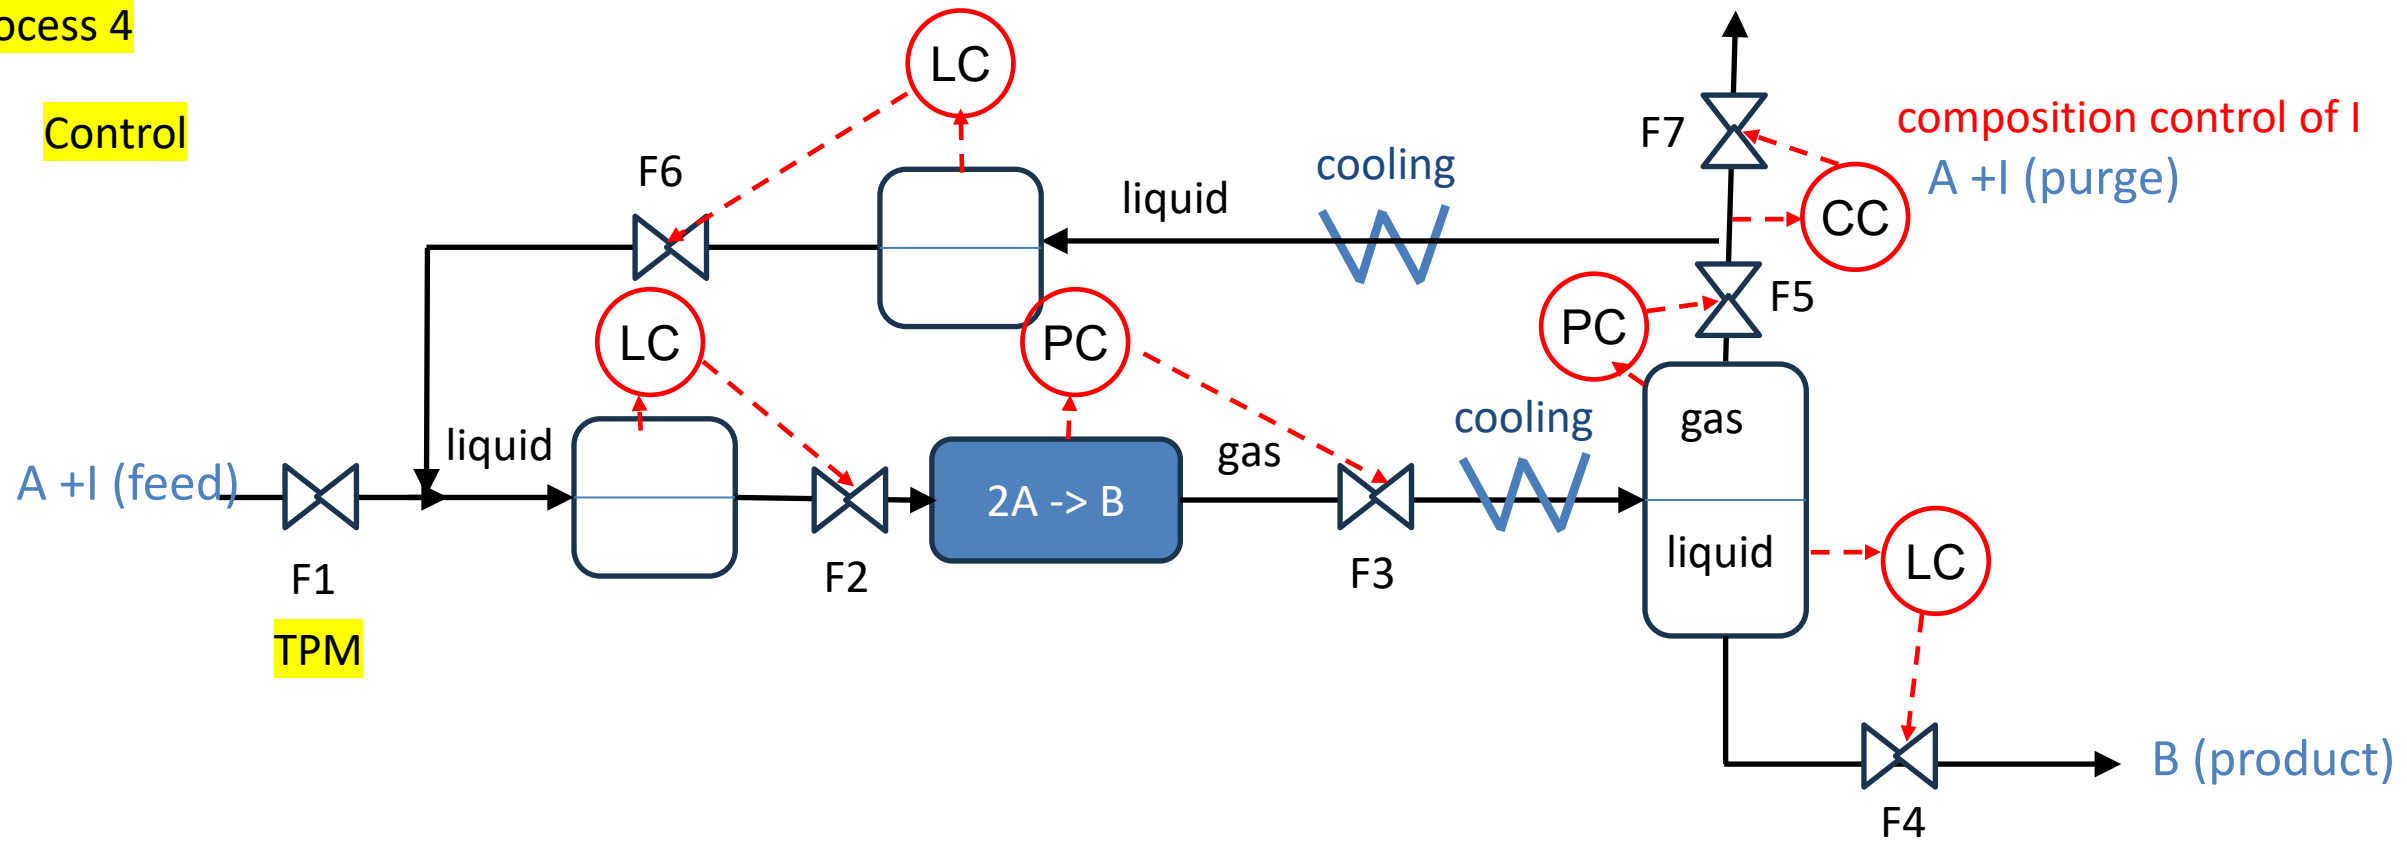 ocess 4
Control
LC
F6
liquid
cooling
F7
composition control of I
A +I (purge)
CC
F5
PC
LC
PC
gas
cooling
liquid
gas
A +I (feed)
2A -> B
liquid
LC
F1
F2
F3
TPM
B (product)
F4